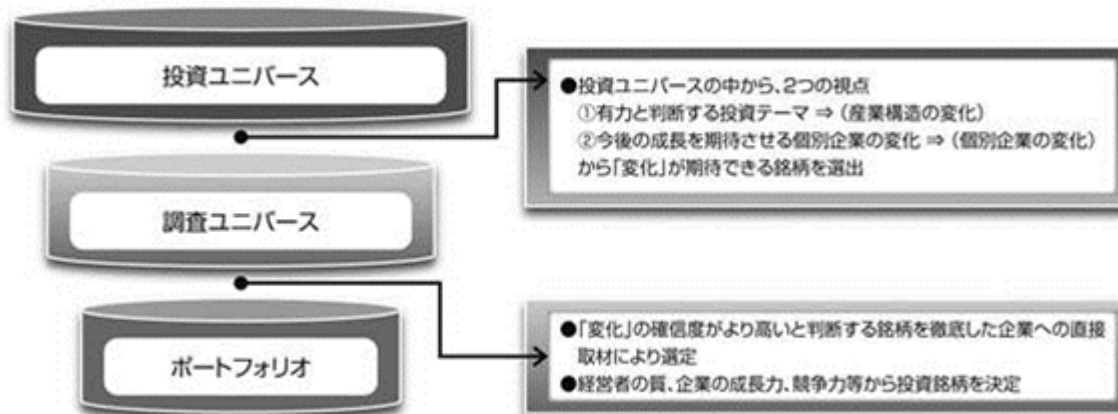 投資ユニバース
●投資ユニバースの中から、2つの視点
①有力と判断する投資テーマ ⇒ (産業構造の変化)
②今後の成長を期待させる個別企業の変化 ⇒ (個別企業の変化)
から「変化」が期待できる銘柄を選出
調査ユニバース
●「変化」の確信度がより高いと判断する銘柄を徹底した企業への直接
取材により選定
●経営者の質、企業の成長力、競争力等から投資銘柄を決定
ポートフォリオ